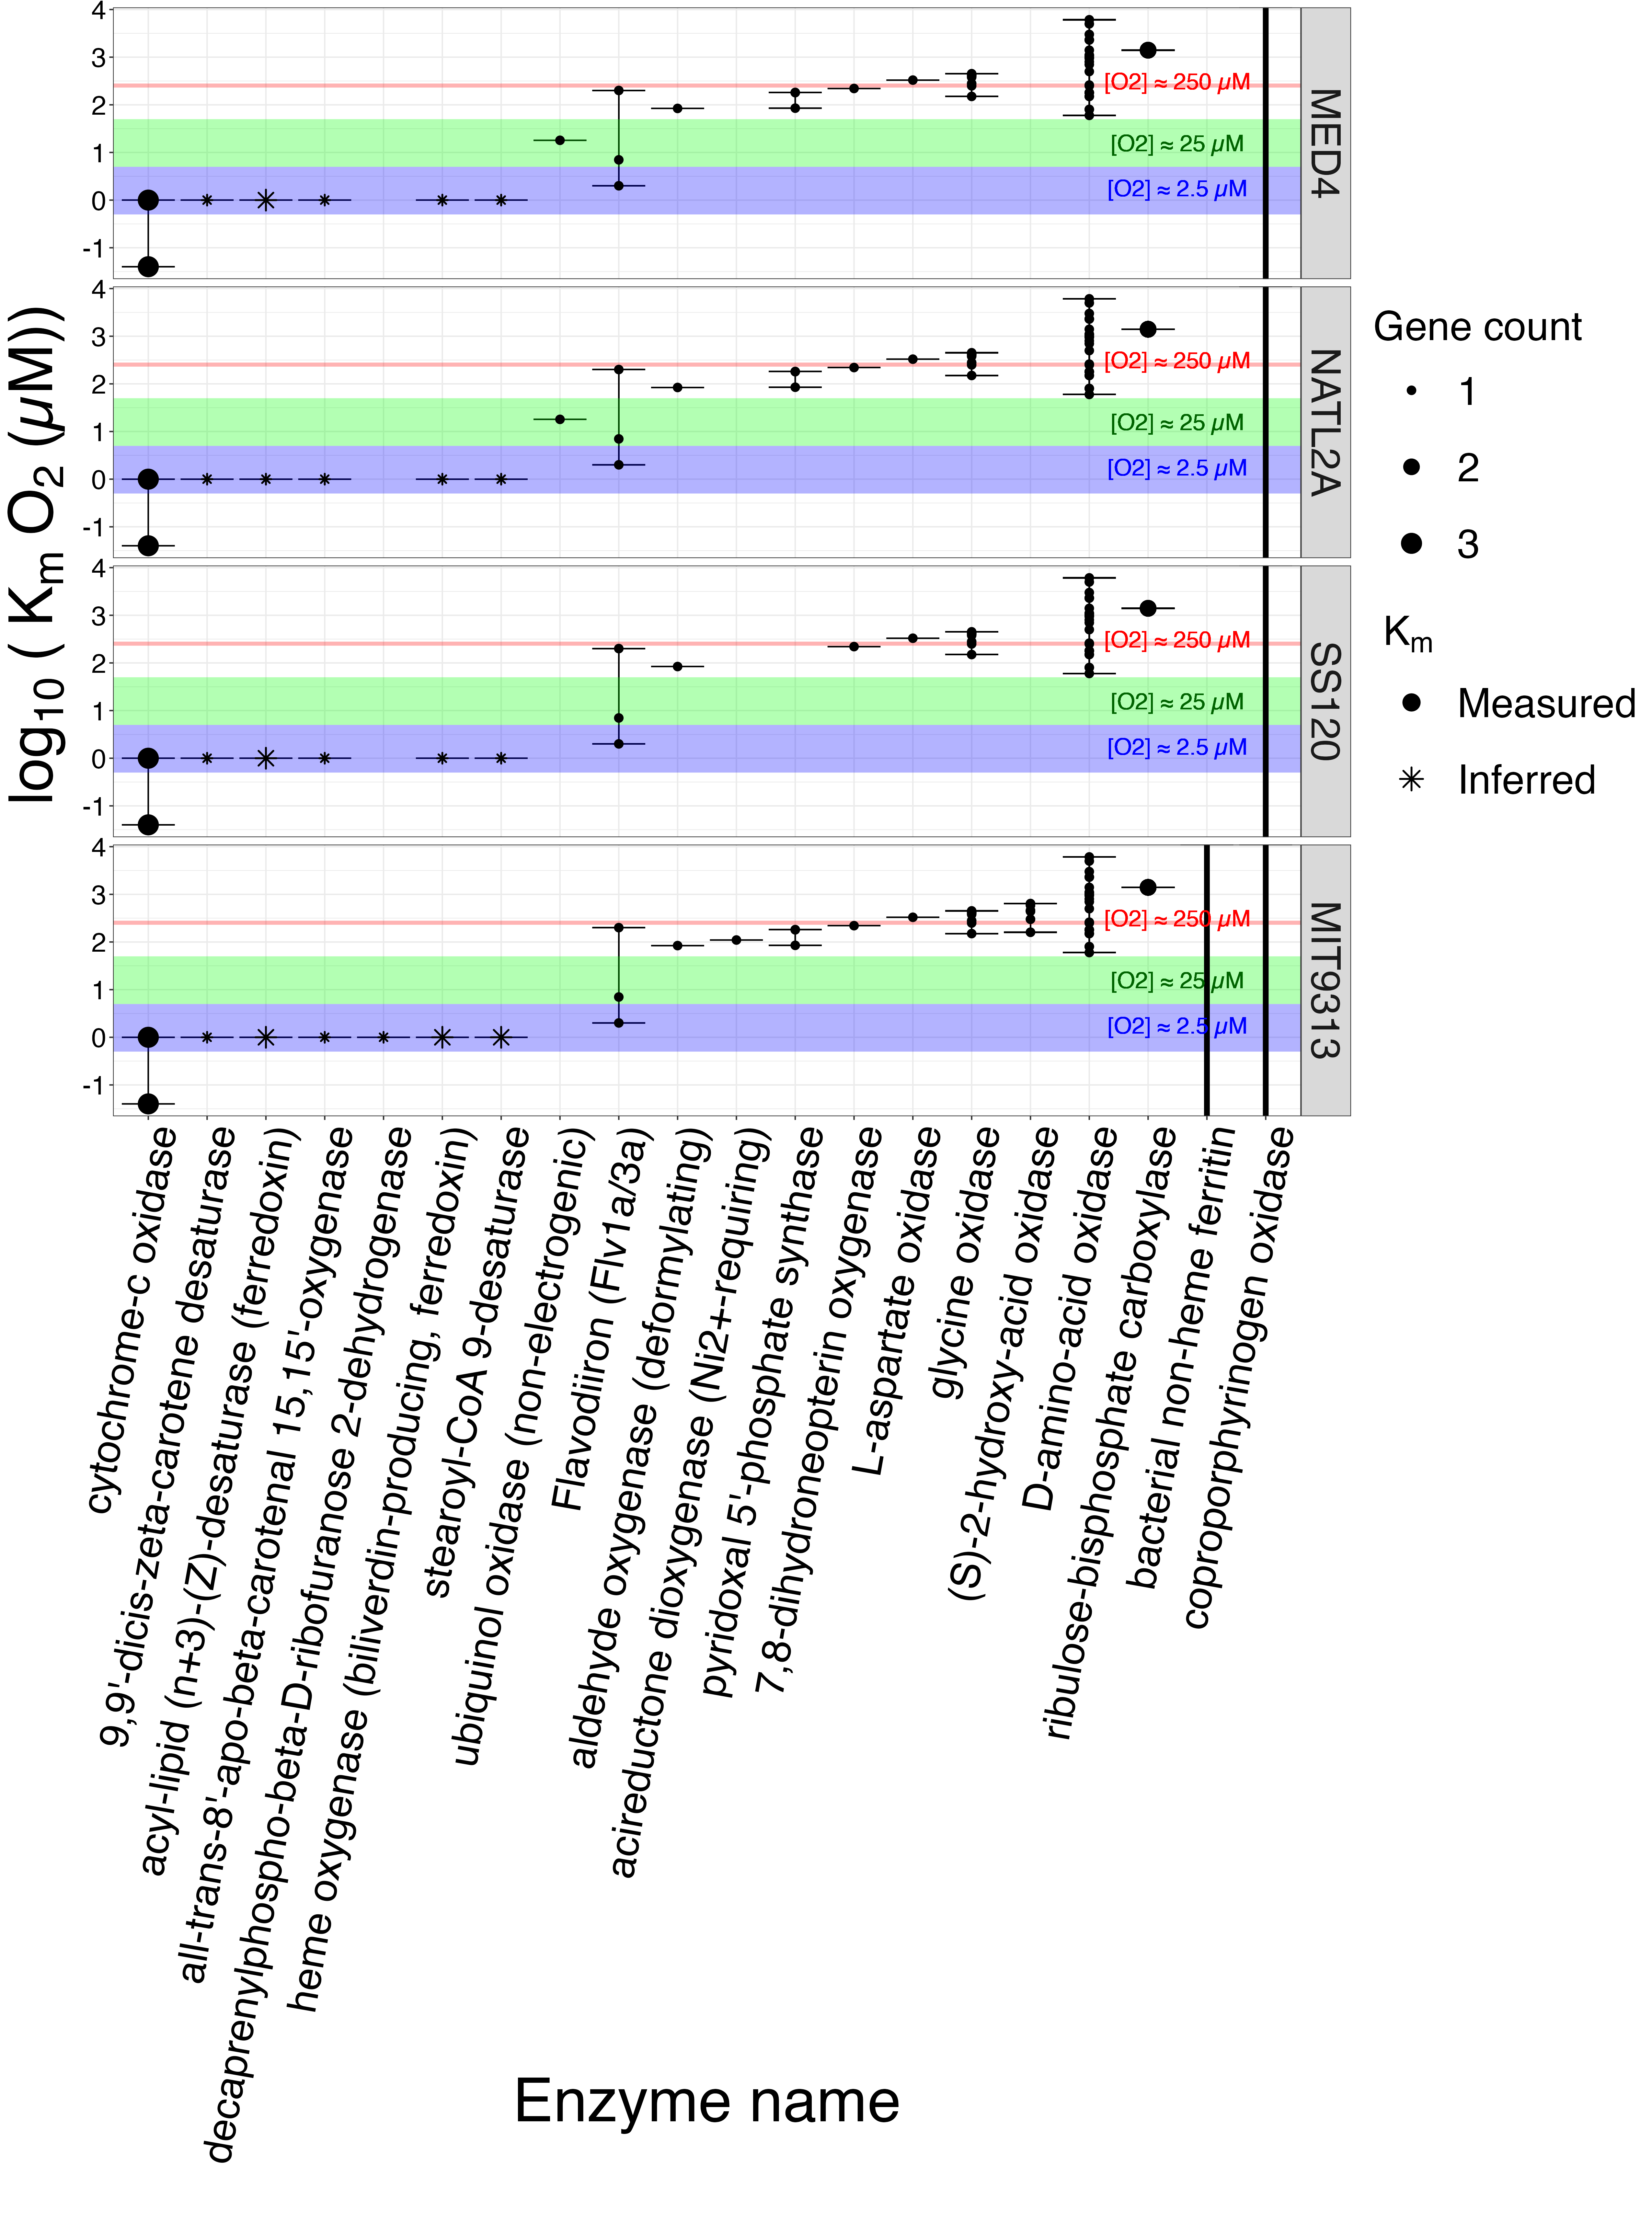 log10 ( Km O2 (µM))
4
3
2
1
0
-1
[O2] ≈ 250 µM
[O2] ≈ 25 µM
[O2] ≈ 2.5 µM
MED4
4
3
2
1
0
-1
[O2] ≈ 250 µM
[O2] ≈ 25 µM
[O2] ≈ 2.5 µM
NATL2A
4
3
2
1
0
-1
[O2] ≈ 250 µM
[O2] ≈ 25 µM
[O2] ≈ 2.5 µM
SS120
4
3
2
1
0
-1
[O2] ≈ 250 µM
[O2] ≈ 25 µM
[O2] ≈ 2.5 µM
MIT9313
cytochrome-c oxidase
9,9'-dicis-zeta-carotene desaturase
acyl-lipid (n+3)-(Z)-desaturase (ferredoxin)
all-trans-8'-apo-beta-carotenal 15,15'-oxygenase
decaprenylphospho-beta-D-ribofuranose 2-dehydrogenase
heme oxygenase (biliverdin-producing, ferredoxin)
stearoyl-CoA 9-desaturase
ubiquinol oxidase (non-electrogenic)
Flavodiiron (Flv1a/3a)
aldehyde oxygenase (deformylating)
acireductone dioxygenase (Ni2+-requiring)
pyridoxal 5'-phosphate synthase
7,8-dihydroneopterin oxygenase
L-aspartate oxidase
glycine oxidase
(S)-2-hydroxy-acid oxidase
D-amino-acid oxidase
ribulose-bisphosphate carboxylase
bacterial non-heme ferritin
coproporphyrinogen oxidase
Enzyme name
Gene count
1
2
3
Km
Measured
Inferred